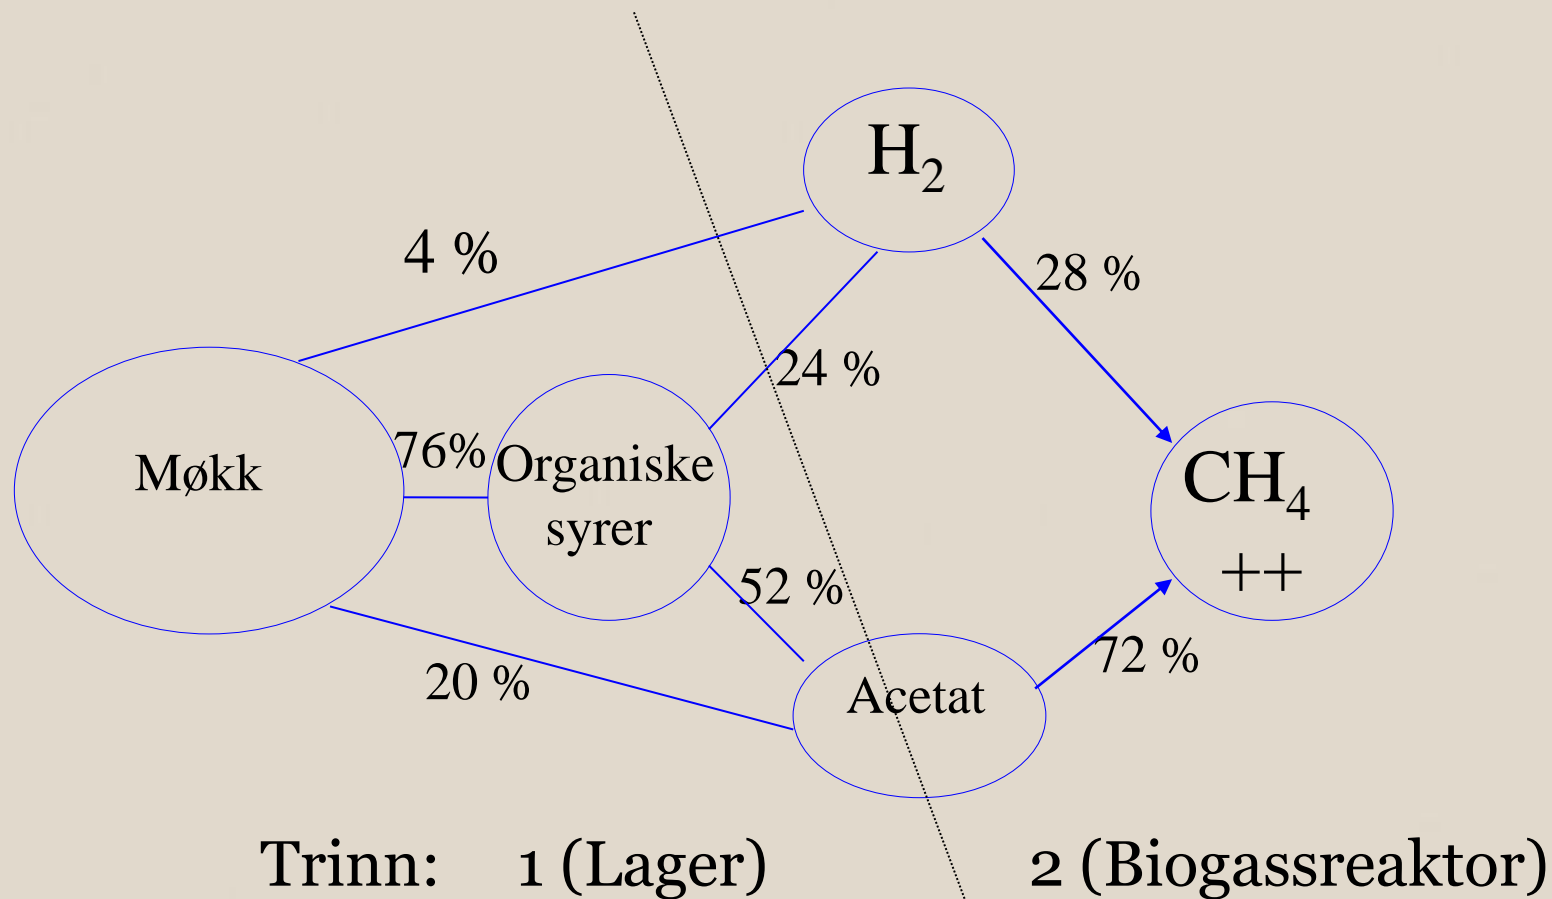 H₂
4 %
28 %
24 %
Møkk
76%
Organiske
syrer
CH₄
++
52 %
20 %
Acetat
72 %
Trinn: 1 (Lager) 2 (Biogassreaktor)